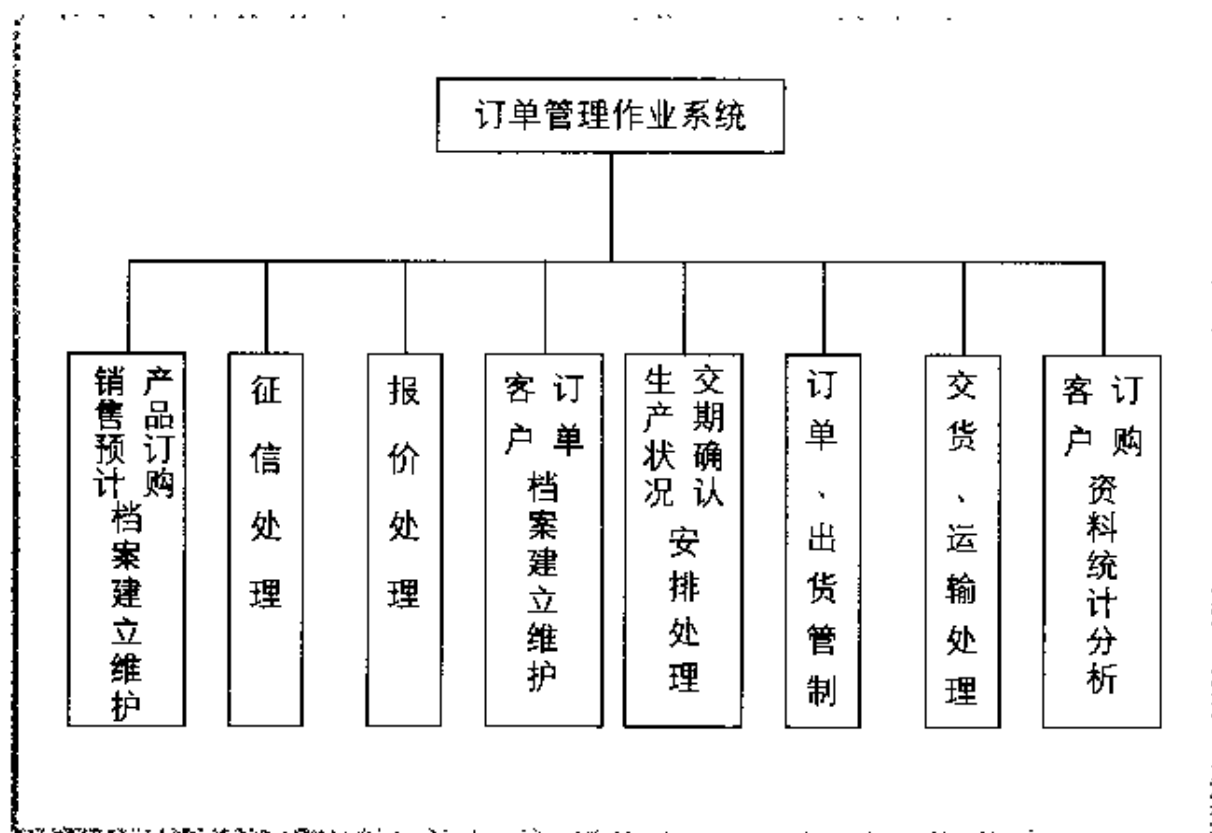 订单管理作业系统
销售预计
产品订购
档案建立维护
征信处理
报价处理
客户
订单
档案建立维护
生产状况
交期确认
安排处理
订单、出货管制
交货、运输处理
客户
订购
资料统计分析